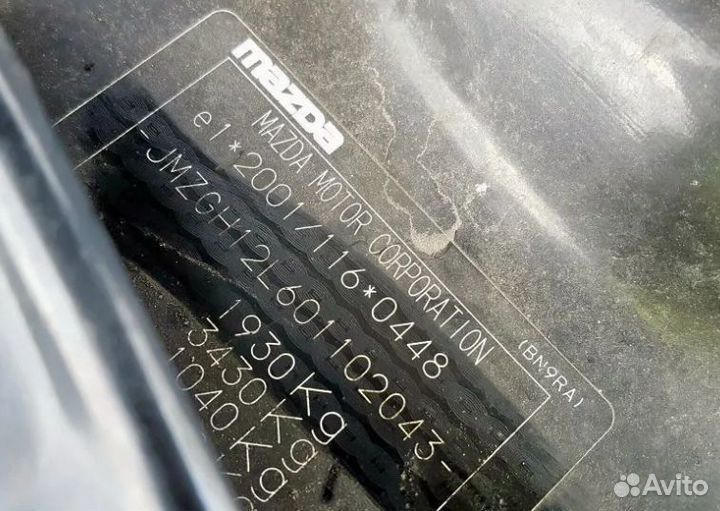 mazda
MAZDA MOTOR CORPORATION
e1*2001/116*0448
-JMZGH12L601102043-
1930Kg
3430Kg
1040Kg
(BN9RA)
Avito